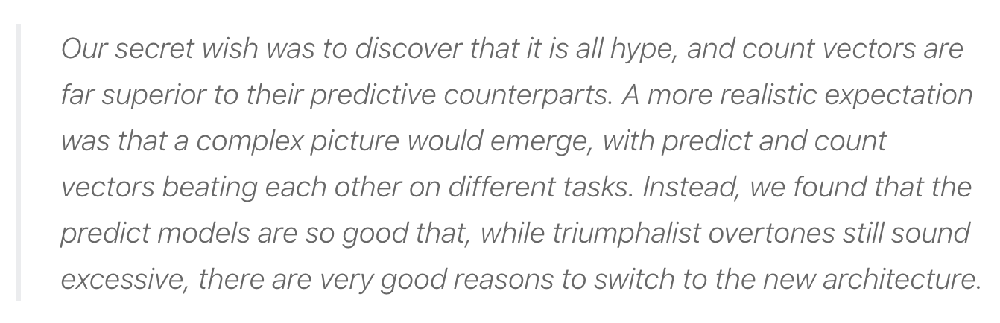 Our secret wish was to discover that it is all hype, and count vectors are
far superior to their predictive counterparts. A more realistic expectation
was that a complex picture would emerge, with predict and count
vectors beating each other on different tasks. Instead, we found that the
predict models are so good that, while triumphalist overtones still sound
excessive, there are very good reasons to switch to the new architecture.